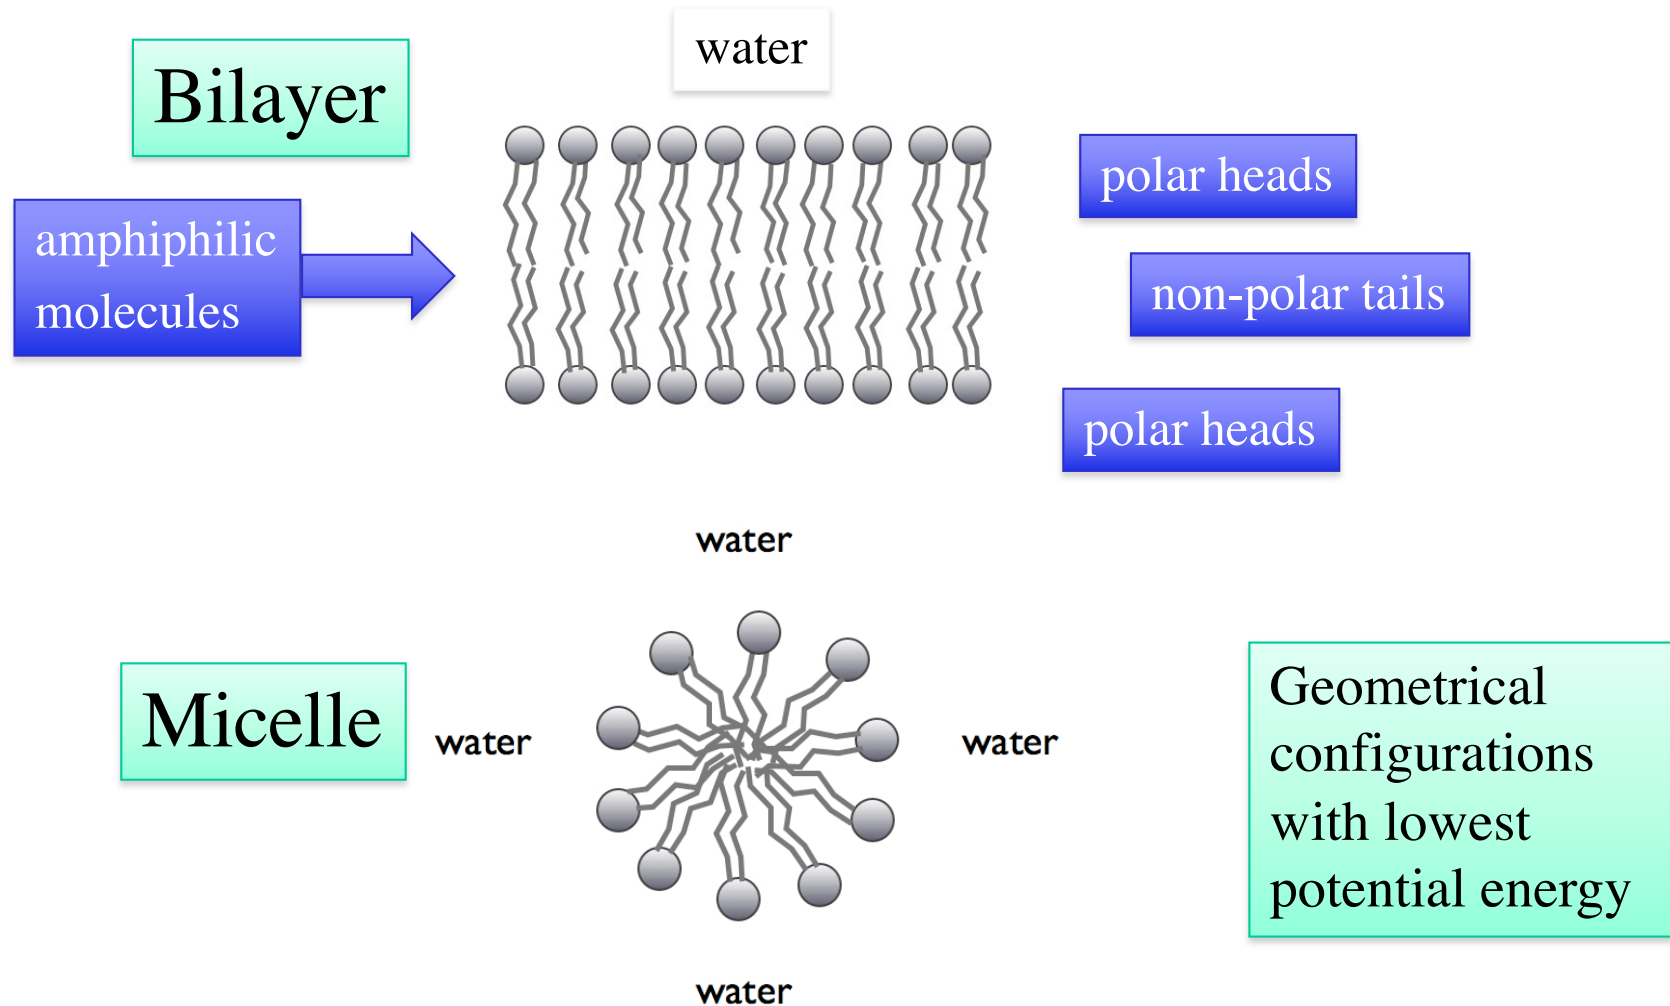 water
Bilayer
polar heads
amphiphilic
molecules
non-polar tails
polar heads
water
Micelle
water
water
Geometrical
configurations
with lowest
potential energy
water